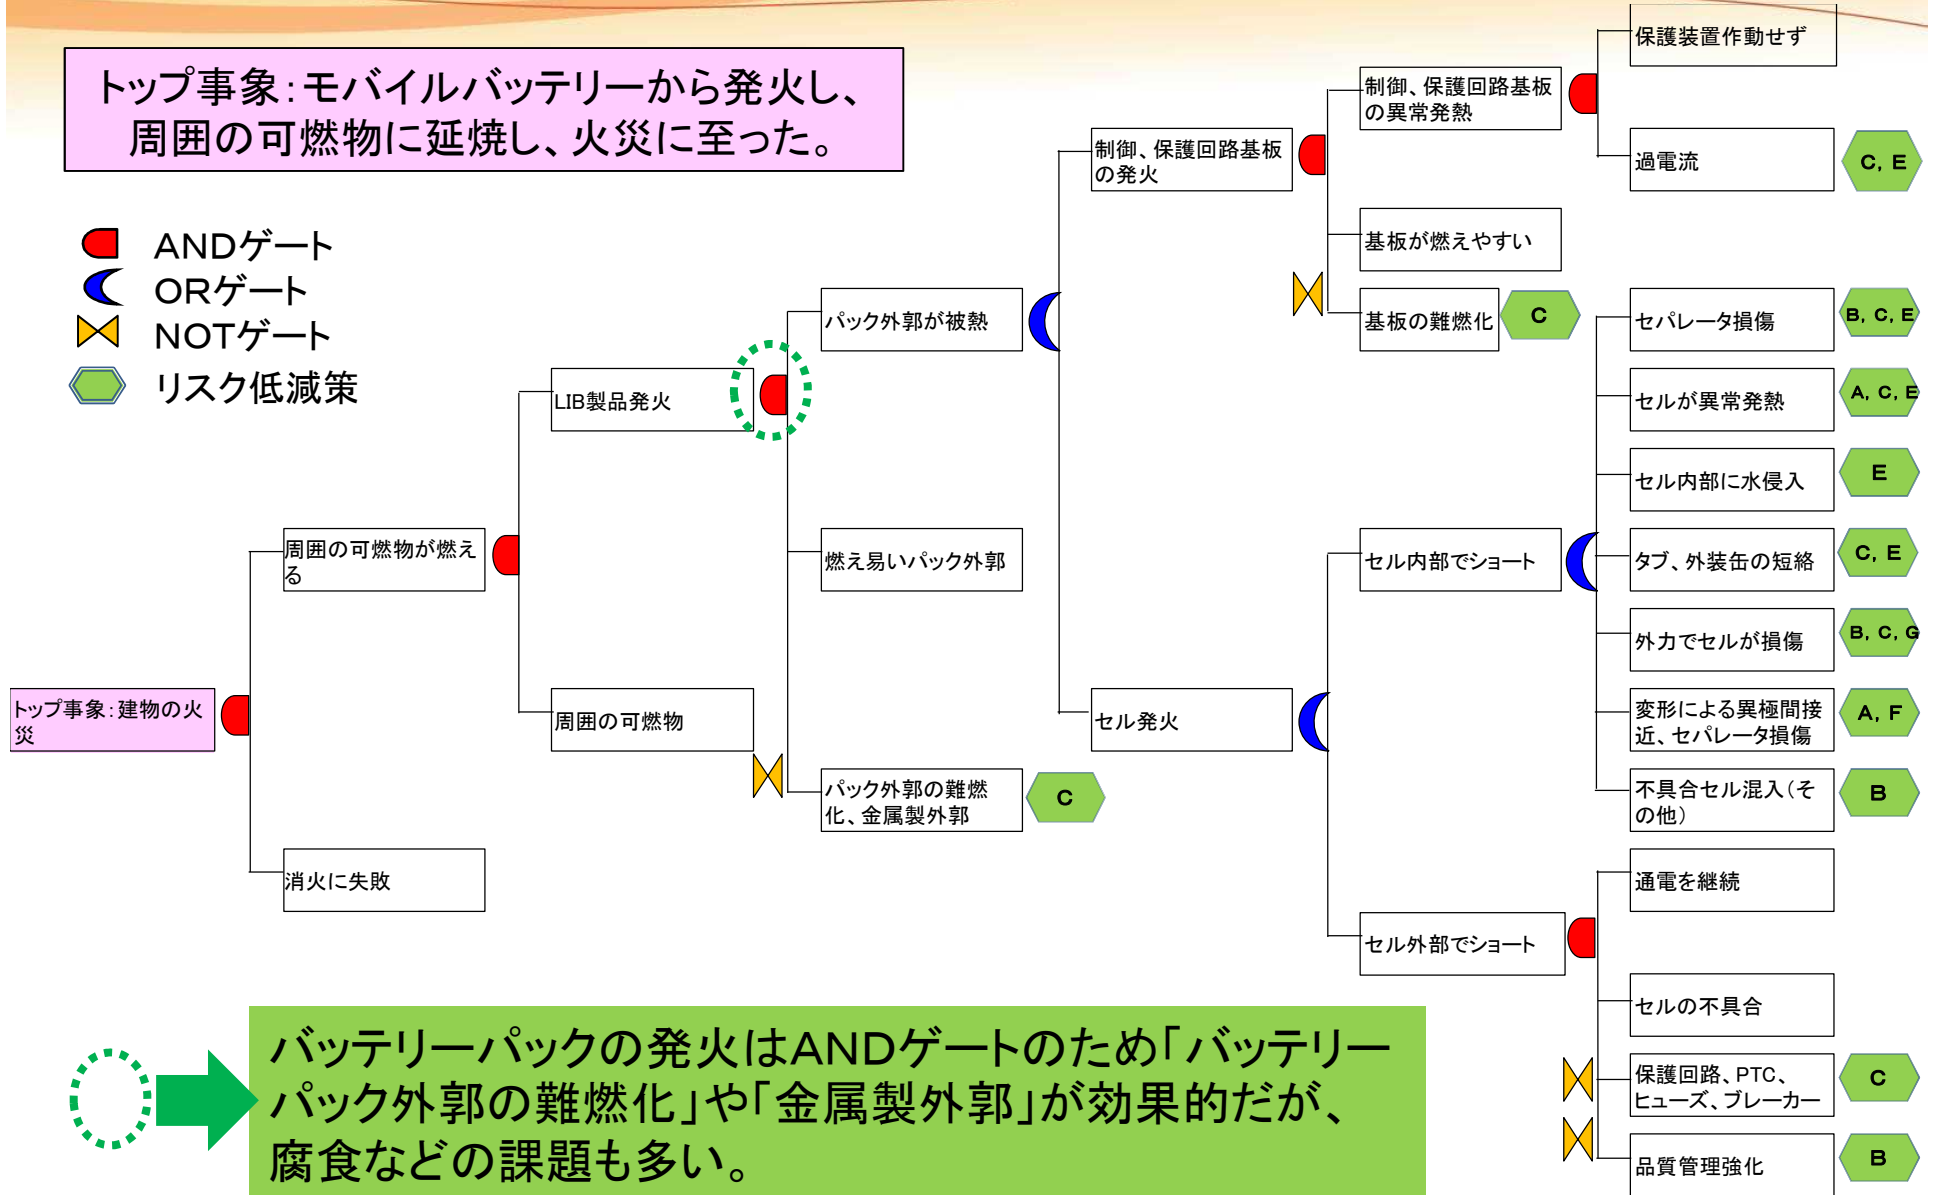 トップ事象：モバイルバッテリーから発火し、
周囲の可燃物に延焼し、火災に至った。
ANDゲート
ORゲート
NOTゲート
リスク低減策
トップ事象：建物の火
災
周囲の可燃物が燃え
る
消火に失敗
LIB製品発火
周囲の可燃物
パック外郭が被熱
燃え易いパック外郭
パック外郭の難燃
化、金属製外郭
C
制御、保護回路基板
の発火
セル発火
制御、保護回路基板
の異常発熱
基板が燃えやすい
基板の難燃化
C
セル内部でショート
セル外部でショート
保護装置作動せず
過電流
C, E
セパレータ損傷
B, C, E
セルが異常発熱
A, C, E
セル内部に水侵入
E
タブ、外装缶の短絡
C, E
外力でセルが損傷
B, C, G
変形による異極間接
近、セパレータ損傷
A, F
不具合セル混入（そ
の他）
B
通電を継続
セルの不具合
保護回路、PTC、
ヒューズ、ブレーカー
C
品質管理強化
B
バッテリーパックの発火はANDゲートのため「バッテリー
パック外郭の難燃化」や「金属製外郭」が効果的だが、
腐食などの課題も多い。